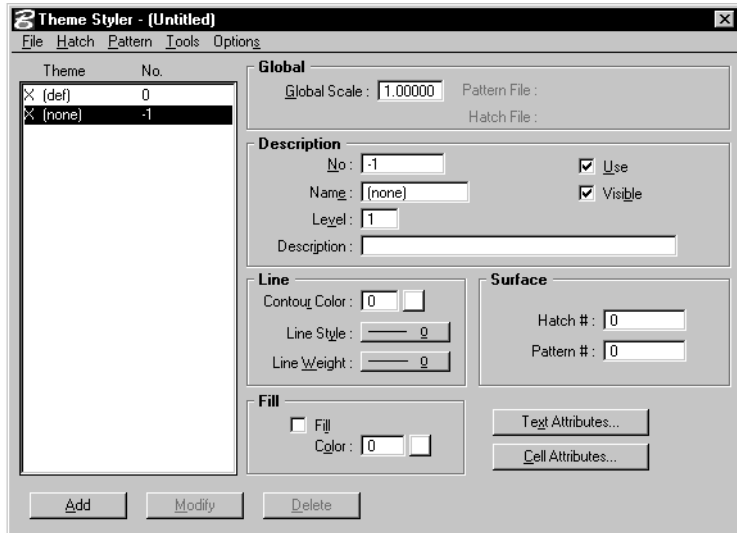 Theme Styler - (Untitled)
File Hatch Pattern Tools Options
Theme No.
X (def) 0
X (none) -1
Global
Global Scale : 1.00000 Pattern File :
Hatch File :
Description
No : -1 Use
Name : (none) Visible
Level : 1
Description :
Line
Contour Color : 0
Line Style : 0
Line Weight : 0
Surface
Hatch # : 0
Pattern # : 0
Fill
Fill
Color : 0
Text Attributes...
Cell Attributes...
Add Modify Delete